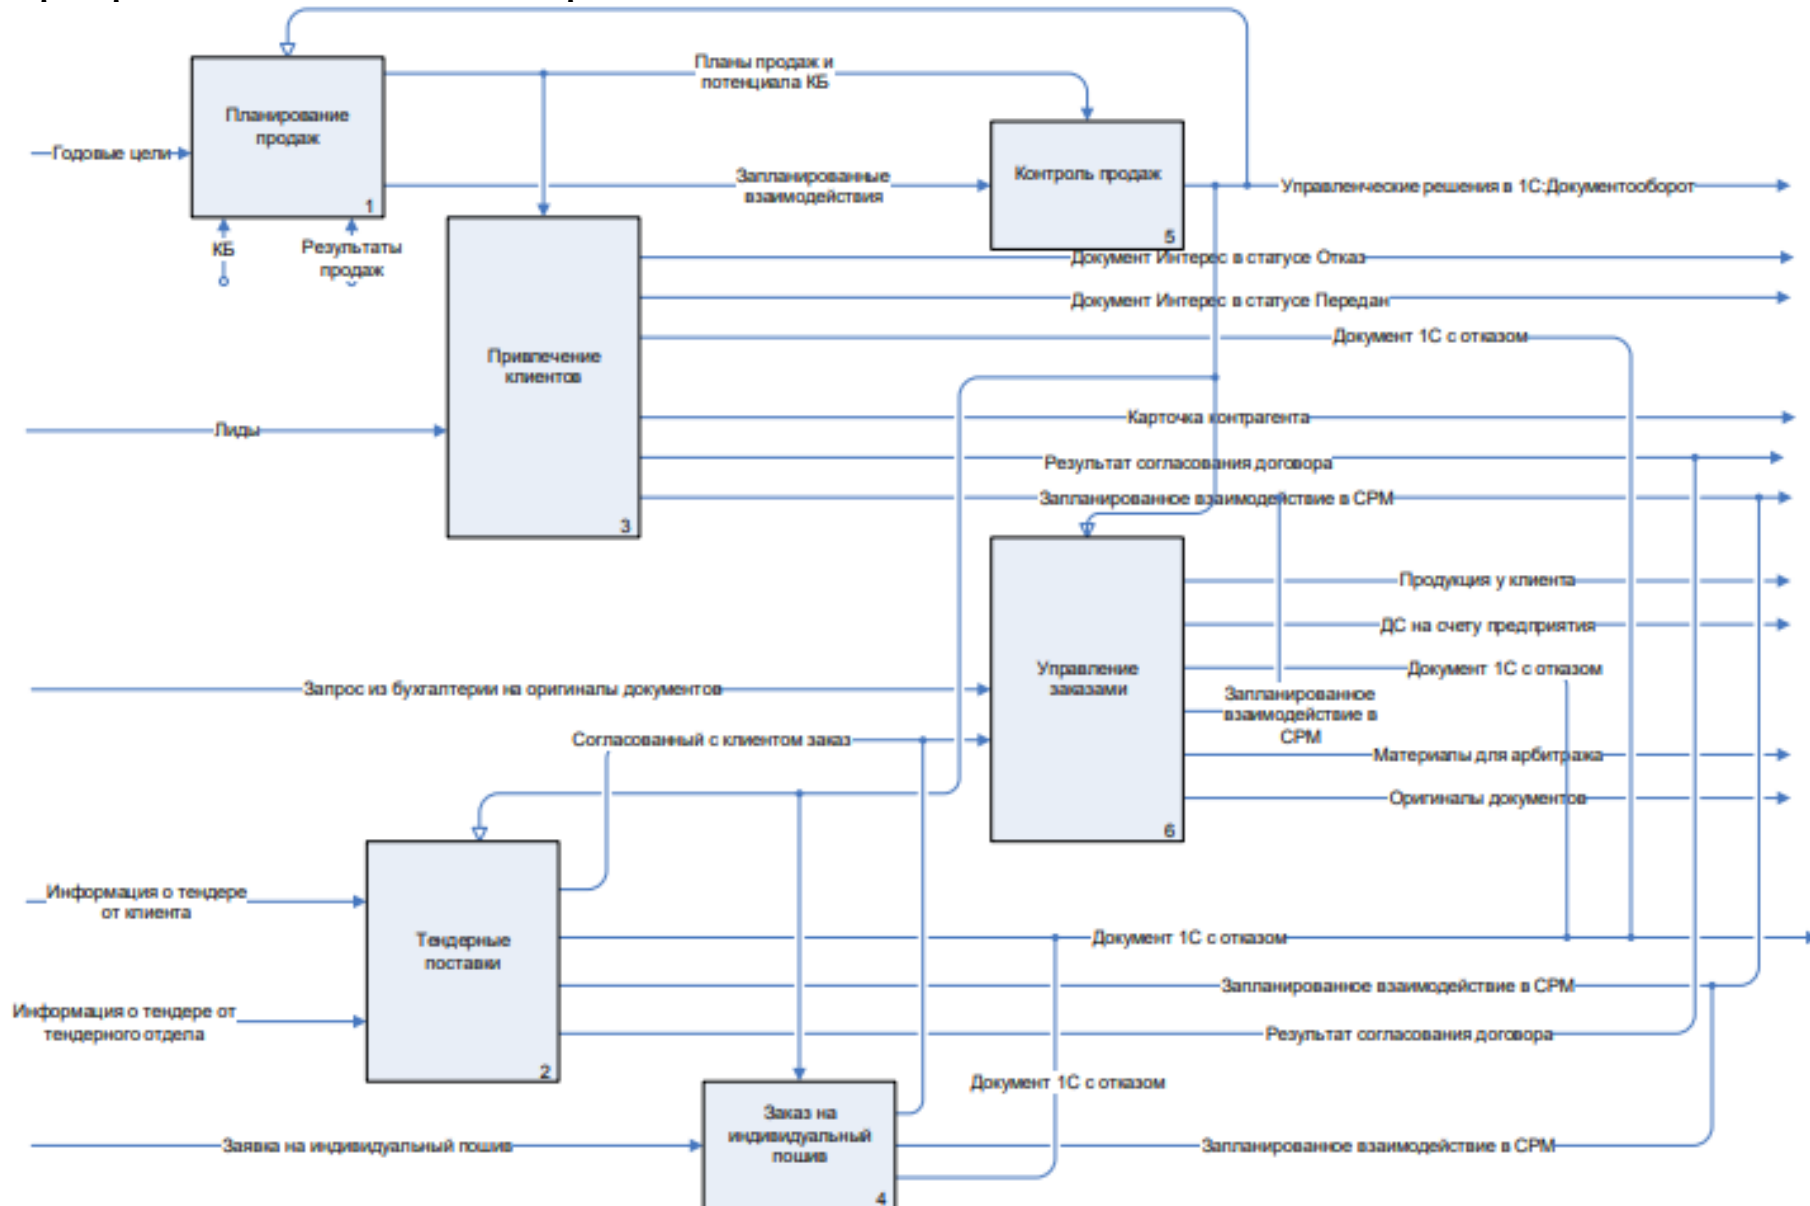 Планы продаж и
потенциала КБ
Планирование
продаж
1
Годовые цели
Запланированные
взаимодействия
Контроль продаж
5
Управленческие решения в 1С:Документооборот
КБ
Результаты
продаж
Документ Интерес в статусе Отказ
Документ Интерес в статусе Передан
Документ 1С с отказом
Привлечение
клиентов
3
Лиды
Карточка контрагента
Результат согласования договора
Запланированное взаимодействие в СРМ
Продукция у клиента
ДС на счету предприятия
Управление
заказами
6
Документ 1С с отказом
Запрос из бухгалтерии на оригиналы документов
Запланированное
взаимодействие в
СРМ
Согласованный с клиентом заказ
Материалы для арбитража
Оригиналы документов
Информация о тендере
от клиента
Тендерные
поставки
2
Документ 1С с отказом
Запланированное взаимодействие в СРМ
Информация о тендере от
тендерного отдела
Результат согласования договора
Документ 1С с отказом
Заказ на
индивидуальный
пошив
4
Заявка на индивидуальный пошив
Запланированное взаимодействие в СРМ